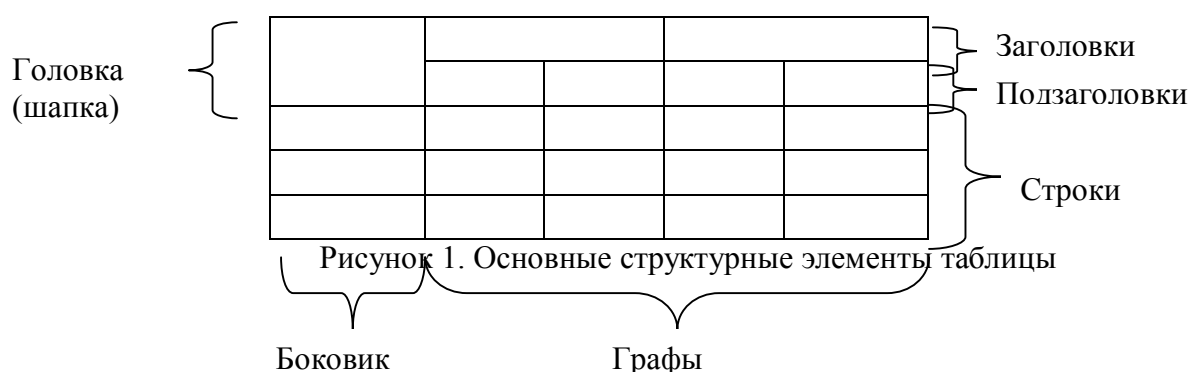 Заголовки
Головка
(шапка)
Подзаголовки
Строки
Рисунок 1. Основные структурные элементы таблицы
Боковик
Графы